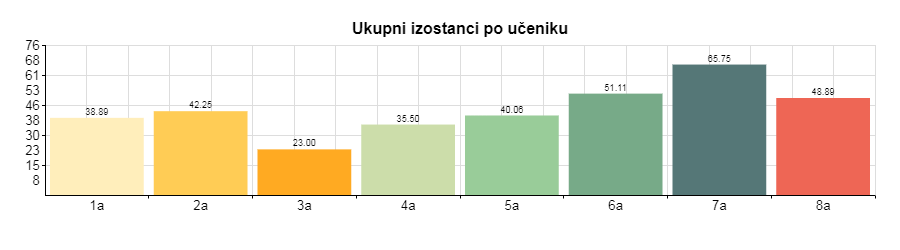 Ukupni izostanci po učeniku
76
68
61
53
46
38
30
23
15
8
38.89
42.25
23.00
35.50
40.06
51.11
65.75
48.89
1a
2a
3a
4a
5a
6a
7a
8a